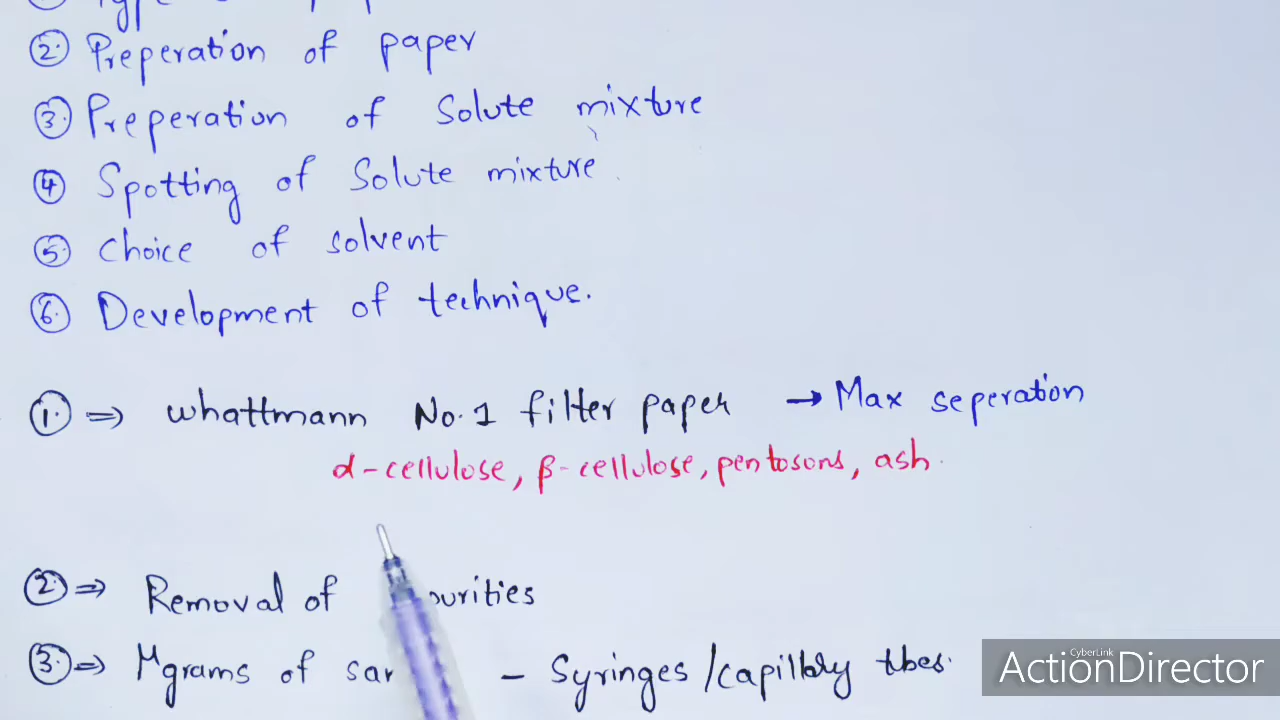 ② Preperation of paper
③ Preperation of Solute mixture
④ Spotting of Solute mixture
⑤ Choice of solvent
⑥ Development of technique.
① ⇒ Whattmann No.1 filter paper → Max seperation
α-cellulose, β-cellulose, pentosons, ash.
② ⇒ Removal of
③ ⇒ μgrams of – Syringes/capillary tbes.
CyberLink
ActionDirector